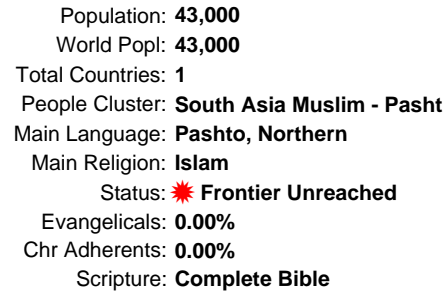 Population: 43,000
World Popl: 43,000
Total Countries: 1
People Cluster: South Asia Muslim - Pasht
Main Language: Pashto, Northern
Main Religion: Islam
Status: Frontier Unreached
Evangelicals: 0.00%
Chr Adherents: 0.00%
Scripture: Complete Bible